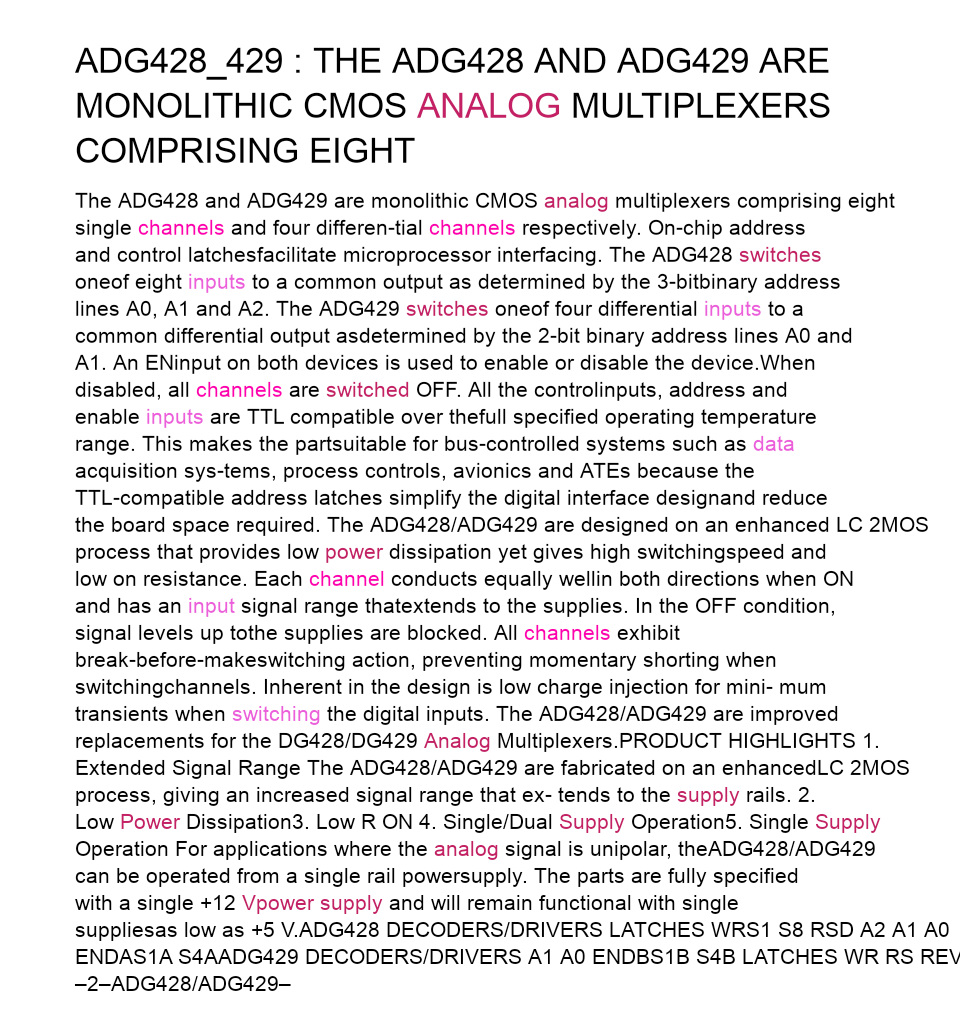 ADG428_429 : THE ADG428 AND ADG429 ARE
MONOLITHIC CMOS ANALOG MULTIPLEXERS
COMPRISING EIGHT
The ADG428 and ADG429 are monolithic CMOS analog multiplexers comprising eight
single channels and four differen-tial channels respectively. On-chip address
and control latchesfacilitate microprocessor interfacing. The ADG428 switches
oneof eight inputs to a common output as determined by the 3-bitbinary address
lines A0, A1 and A2. The ADG429 switches oneof four differential inputs to a
common differential output asdetermined by the 2-bit binary address lines A0 and
A1. An ENinput on both devices is used to enable or disable the device.When
disabled, all channels are switched OFF. All the controlinputs, address and
enable inputs are TTL compatible over thefull specified operating temperature
range. This makes the partsuitable for bus-controlled systems such as data
acquisition sys-tems, process controls, avionics and ATEs because the
TTL-compatible address latches simplify the digital interface designand reduce
the board space required. The ADG428/ADG429 are designed on an enhanced LC 2MOS
process that provides low power dissipation yet gives high switchingspeed and
low on resistance. Each channel conducts equally wellin both directions when ON
and has an input signal range thatextends to the supplies. In the OFF condition,
signal levels up tothe supplies are blocked. All channels exhibit
break-before-makeswitching action, preventing momentary shorting when
switchingchannels. Inherent in the design is low charge injection for mini- mum
transients when switching the digital inputs. The ADG428/ADG429 are improved
replacements for the DG428/DG429 Analog Multiplexers.PRODUCT HIGHLIGHTS 1.
Extended Signal Range The ADG428/ADG429 are fabricated on an enhancedLC 2MOS
process, giving an increased signal range that ex- tends to the supply rails. 2.
Low Power Dissipation3. Low R ON 4. Single/Dual Supply Operation5. Single Supply
Operation For applications where the analog signal is unipolar, theADG428/ADG429
can be operated from a single rail powersupply. The parts are fully specified
with a single +12 Vpower supply and will remain functional with single
suppliesas low as +5 V.ADG428 DECODERS/DRIVERS LATCHES WRS1 S8 RSD A2 A1 A0
ENDAS1A S4AADG429 DECODERS/DRIVERS A1 A0 ENDBS1B S4B LATCHES WR RS REV
–2–ADG428/ADG429–